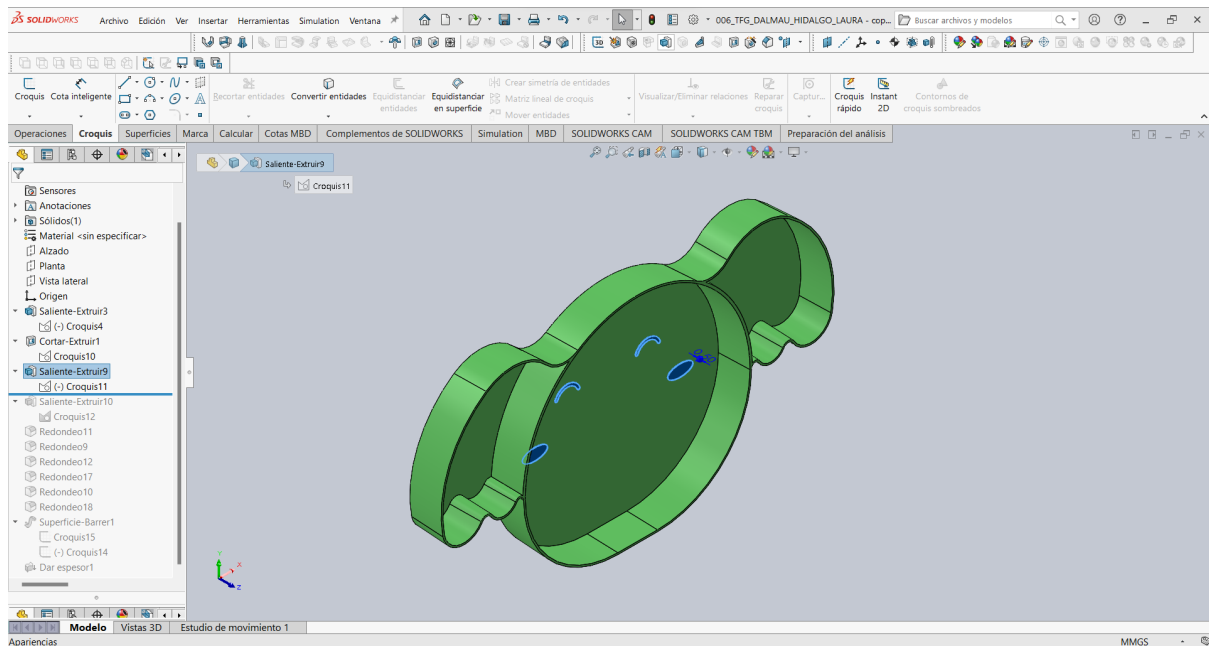 SOLIDWORKS Archivo Edición Ver Insertar Herramientas Simulation Ventana 006_TFG_DALMAU_HIDALGO_LAURA - cop... Buscar archivos y modelos
Croquis Cota inteligente Recortar entidades Convertir entidades Equidistanciar entidades Equidistanciar en superficie Crear simetría de entidades Visualizar/Eliminar relaciones Reparar croquis Captur... Croquis rápido Instant 2D Contornos de croquis sombreados
Matriz lineal de croquis
Mover entidades
Operaciones Croquis Superficies Marca Calcular Cotas MBD Complementos de SOLIDWORKS Simulation MBD SOLIDWORKS CAM SOLIDWORKS CAM TBM Preparación del análisis
Saliente-Extruir9
Croquis11
Sensores
Anotaciones
Sólidos(1)
Material <sin especificar>
Alzado
Planta
Vista lateral
Origen
Saliente-Extruir3
(-) Croquis4
Cortar-Extruir1
Croquis10
Saliente-Extruir9
(-) Croquis11
Saliente-Extruir10
Croquis12
Redondeo11
Redondeo9
Redondeo12
Redondeo17
Redondeo10
Redondeo18
Superficie-Barrer1
Croquis15
(-) Croquis14
Dar espesor1
Y
X
Z
Modelo Vistas 3D Estudio de movimiento 1
Apariencias MMGS